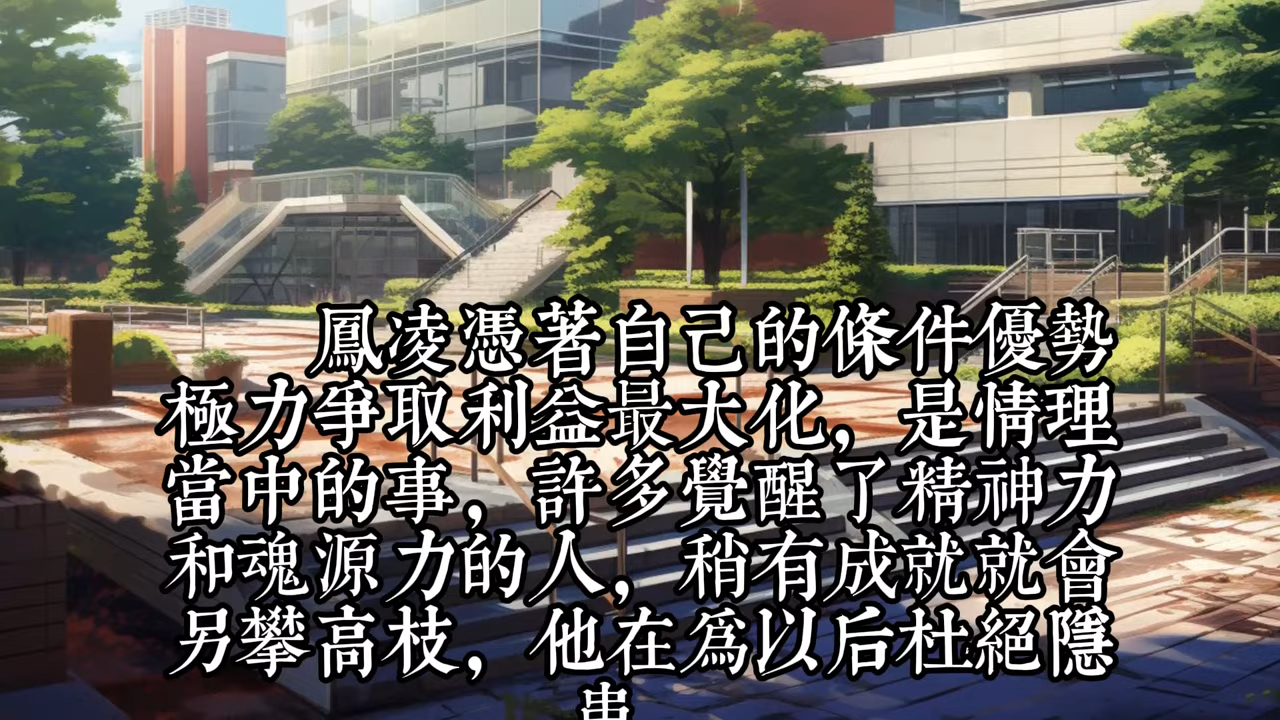 鳳凌憑著自己的條件優勢
極力爭取利益最大化，是情理
當中的事，許多覺醒了精神力
和魂源力的人，稍有成就就會
另攀高枝，他在爲以后杜絕隱